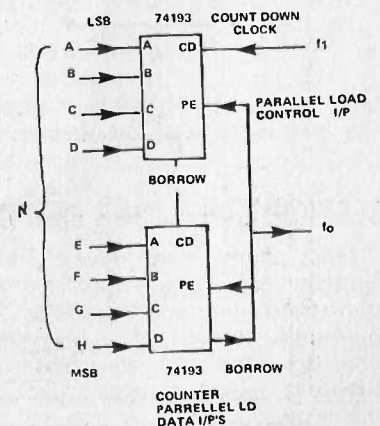 LSB 74193 COUNT DOWN
CLOCK
A A CD f1
B B
C C PE PARALLEL LOAD
CONTROL I/P
D D
BORROW
N
E A CD fo
F B
G C PE
H D
MSB 74193 BORROW
COUNTER
PARRELLEL LD
DATA I/P'S